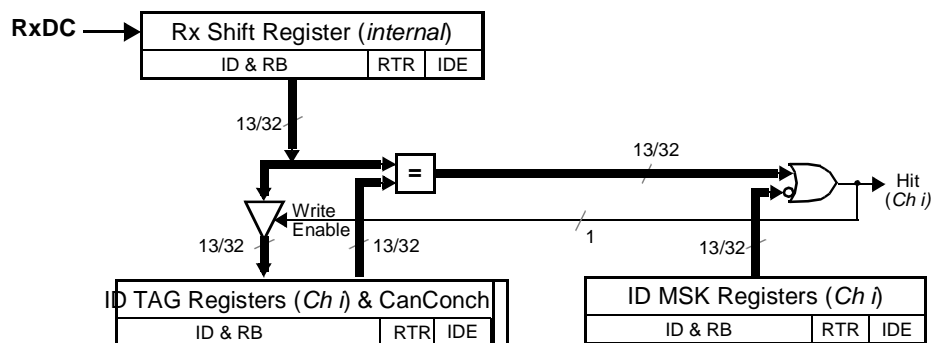 RxDC
Rx Shift Register (internal)
ID & RB RTR IDE
13/32
13/32
=
Hit
(Ch i)
Write
Enable
1
13/32
13/32
13/32
ID TAG Registers (Ch i) & CanConch
ID & RB RTR IDE
ID MSK Registers (Ch i)
ID & RB RTR IDE